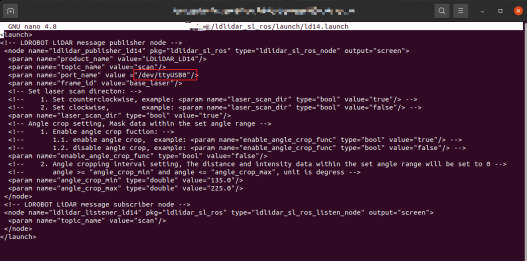 GNU nano 4.8 /ldlidar_sl_ros/launch/ld14.launch
<launch>
<!-- LDROBOT LiDAR message publisher node -->
<node name="ldlidar_publisher_ld14" pkg="ldlidar_sl_ros" type="ldlidar_sl_ros_node" output="screen">
<param name="product_name" value="LDLiDAR_LD14"/>
<param name="topic_name" value="scan"/>
<param name="port_name" value ="/dev/ttyUSB0"/>
<param name="frame_id" value="base_laser"/>
<!-- Set laser scan directon: -->
<!-- 1. Set counterclockwise, example: <param name="laser_scan_dir" type="bool" value="true"/> -->
<!-- 2. Set clockwise, example: <param name="laser_scan_dir" type="bool" value="false"/> -->
<param name="laser_scan_dir" type="bool" value="true"/>
<!-- Angle crop setting, Mask data within the set angle range -->
<!-- 1. Enable angle crop fuction: -->
<!-- 1.1. enable angle crop, example: <param name="enable_angle_crop_func" type="bool" value="true"/> -->
<!-- 1.2. disable angle crop, example: <param name="enable_angle_crop_func" type="bool" value="false"/> -->
<param name="enable_angle_crop_func" type="bool" value="false"/>
<!-- 2. Angle cropping interval setting, The distance and intensity data within the set angle range will be set to 0 -->
<!-- angle >= "angle_crop_min" and angle <= "angle_crop_max", unit is degress -->
<param name="angle_crop_min" type="double" value="135.0"/>
<param name="angle_crop_max" type="double" value="225.0"/>
</node>
<!-- LDROBOT LiDAR message subscriber node -->
<node name="ldlidar_listener_ld14" pkg="ldlidar_sl_ros" type="ldlidar_sl_ros_listen_node" output="screen">
<param name="topic_name" value="scan"/>
</node>
</launch>